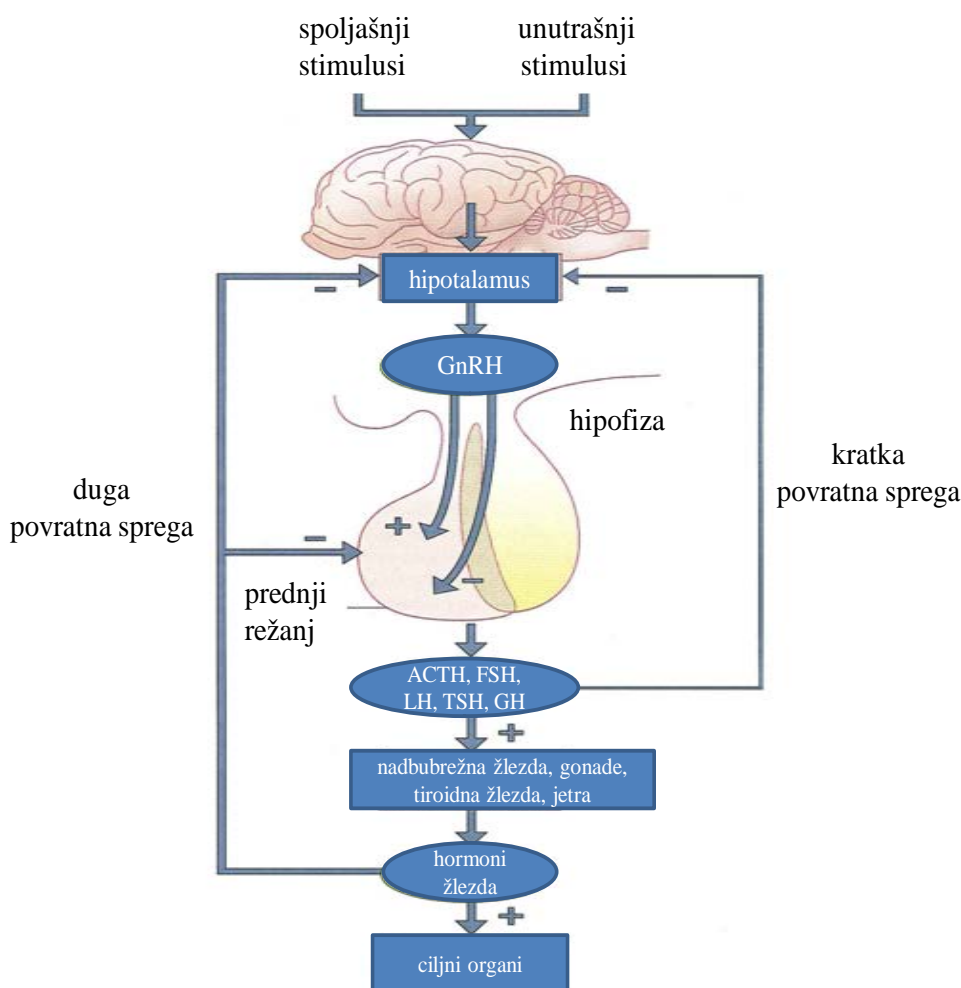 spoljašnji
stimulusi
unutrašnji
stimulusi
hipotalamus
GnRH
hipofiza
kratka
povratna sprega
duga
povratna sprega
prednji
režanj
ACTH, FSH,
LH, TSH, GH
nadbubrežna žlezda, gonade,
tiroidna žlezda, jetra
hormoni
žlezda
ciljni organi